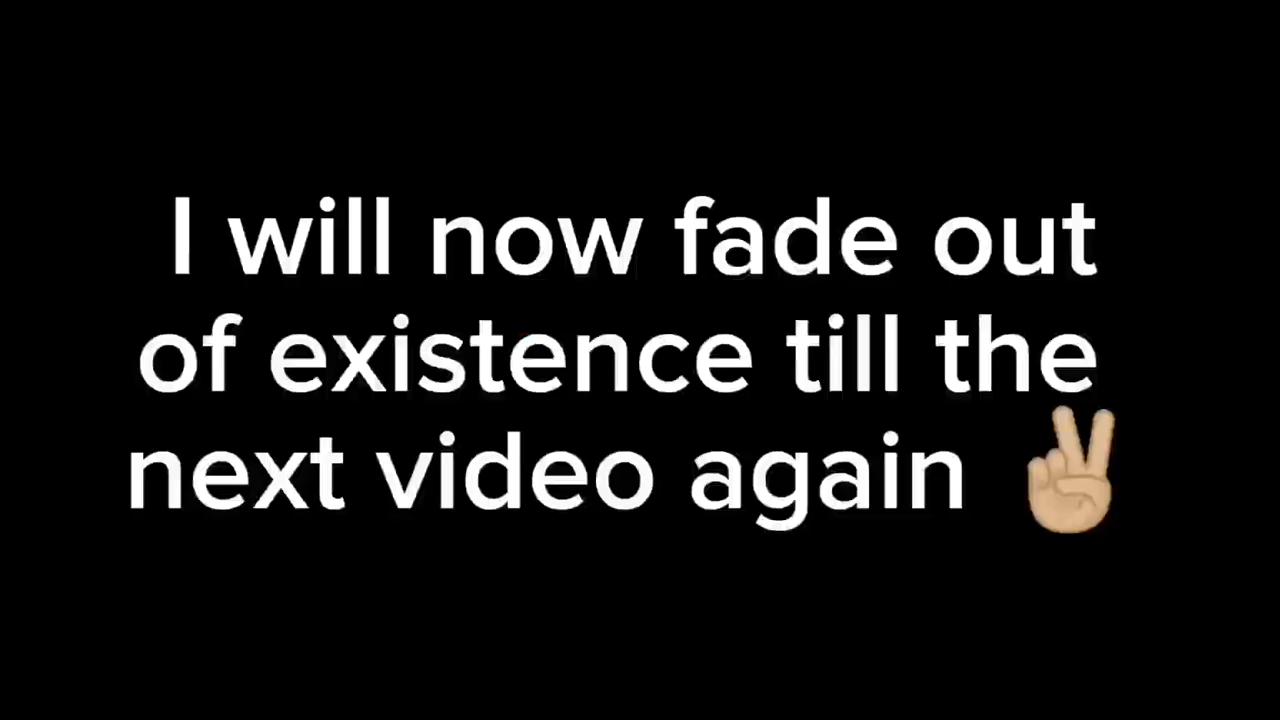 I will now fade out
of existence till the
next video again ✌🏼